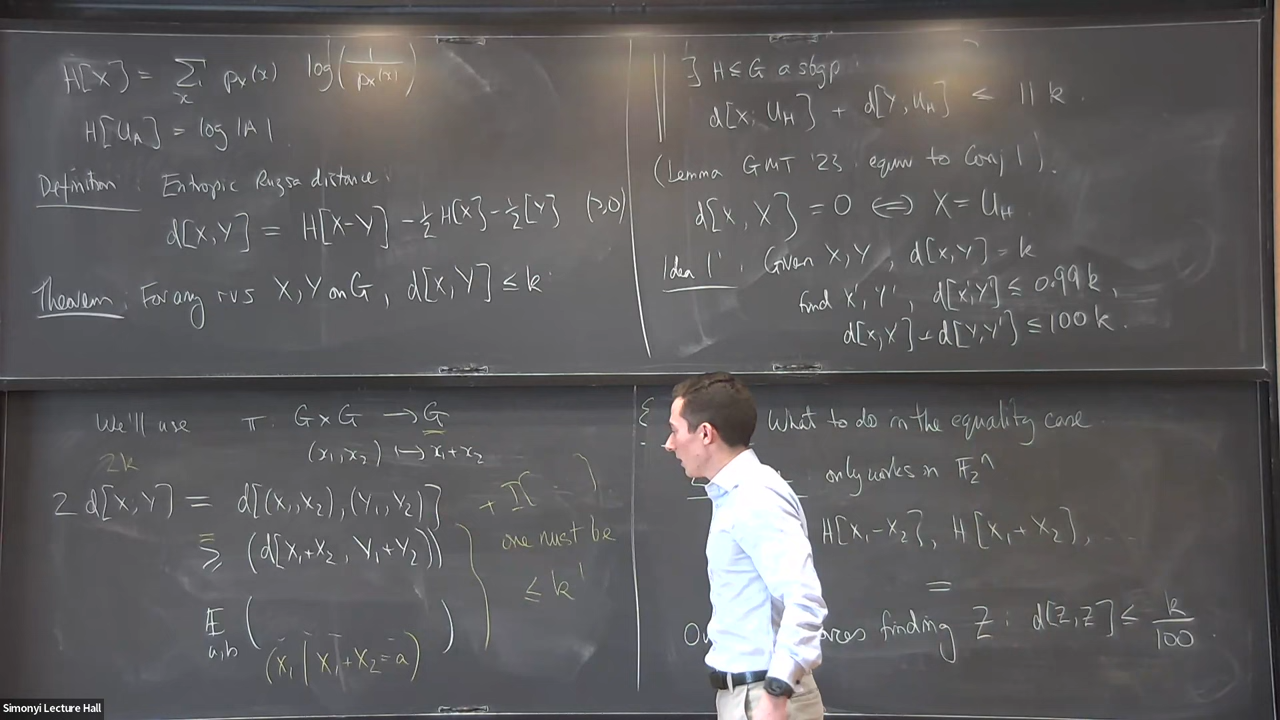 H[X] = Σ_x p_X(x) log(1/p_X(x))
H[U_A] = log |A|
Definition: Entropic Ruzsa distance:
d[X,Y] = H[X-Y] - ½H[X] - ½[Y] (≥0)
Theorem: For any rvs X, Y on G, d[X,Y] ≤ k
∃ H ≤ G a sbgp:
d[X; U_H] + d[Y, U_H] ≤ 11 k.
(Lemma GMT '23: equiv to Conj 1).
d[X, X] = 0 ⇔ X = U_H.
Idea 1': Given X, Y, d[X,Y] = k
find X', Y', d[X',Y'] ≤ 0.99 k,
d[X,X'] + d[Y,Y'] ≤ 100 k.
We'll use π: G×G → G
(x₁,x₂) ↦ x₁+x₂
2k
2 d[X,Y] = d[(X₁,X₂),(Y₁,Y₂)] + I( )
= ≥ (d[X₁+X₂, Y₁+Y₂])
one must be
≤ k
𝔼_{a,b} ( )
(X₁ | X₁+X₂=a)
What to do in the equality case.
only works in 𝔽₂ⁿ
H[X₁-X₂], H[X₁+X₂], ...
=
finding Z: d[Z,Z] ≤ k/100.
Simonyi Lecture Hall